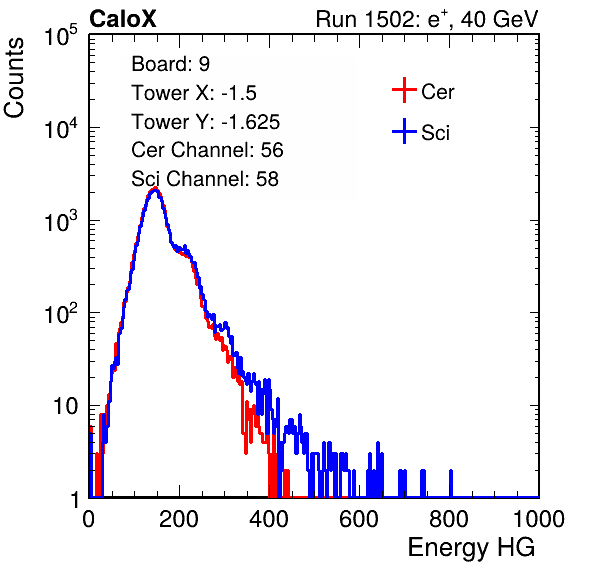 CaloX Run 1502: e+, 40 GeV
Counts
Board: 9
Tower X: -1.5
Tower Y: -1.625
Cer Channel: 56
Sci Channel: 58
Cer
Sci
10^5
10^4
10^3
10^2
10
1
0 200 400 600 800 1000
Energy HG